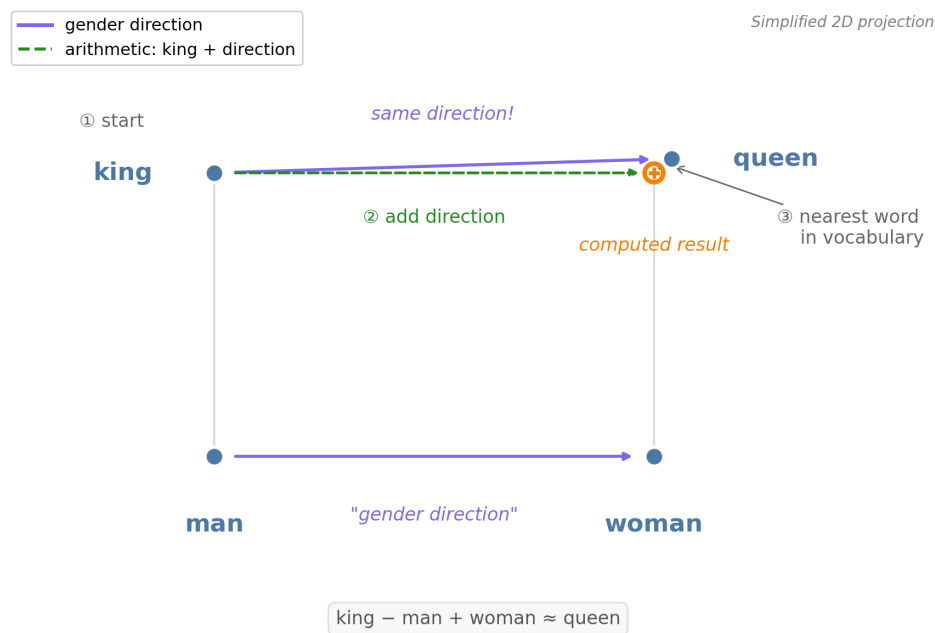 gender direction
arithmetic: king + direction
Simplified 2D projection
① start
same direction!
king
queen
② add direction
③ nearest word
in vocabulary
computed result
"gender direction"
man
woman
king − man + woman ≈ queen